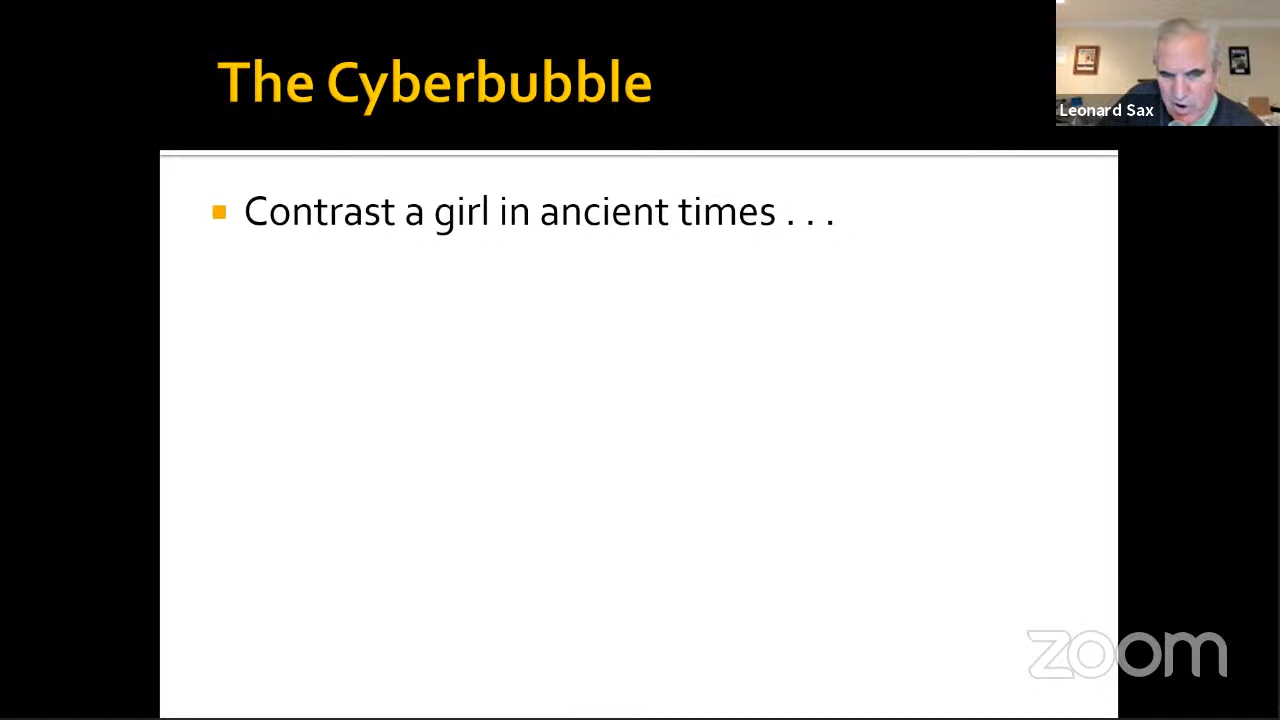 The Cyberbubble
Leonard Sax
Contrast a girl in ancient times . . .
zoom